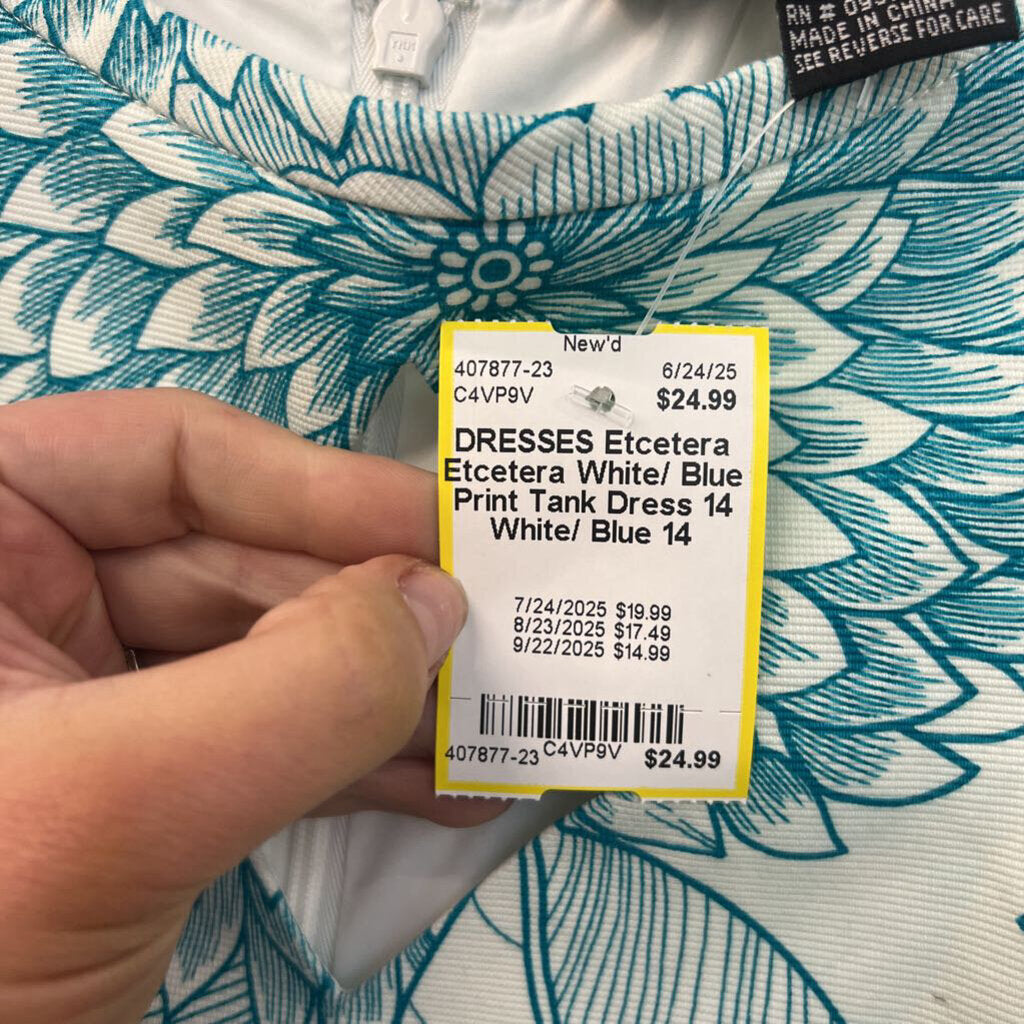 RN #
MADE IN CHINA
SEE REVERSE FOR CARE
New'd
407877-23 6/24/25
C4VP9V $24.99
DRESSES Etcetera
Etcetera White/ Blue
Print Tank Dress 14
White/ Blue 14
7/24/2025 $19.99
8/23/2025 $17.49
9/22/2025 $14.99
407877-23 C4VP9V $24.99